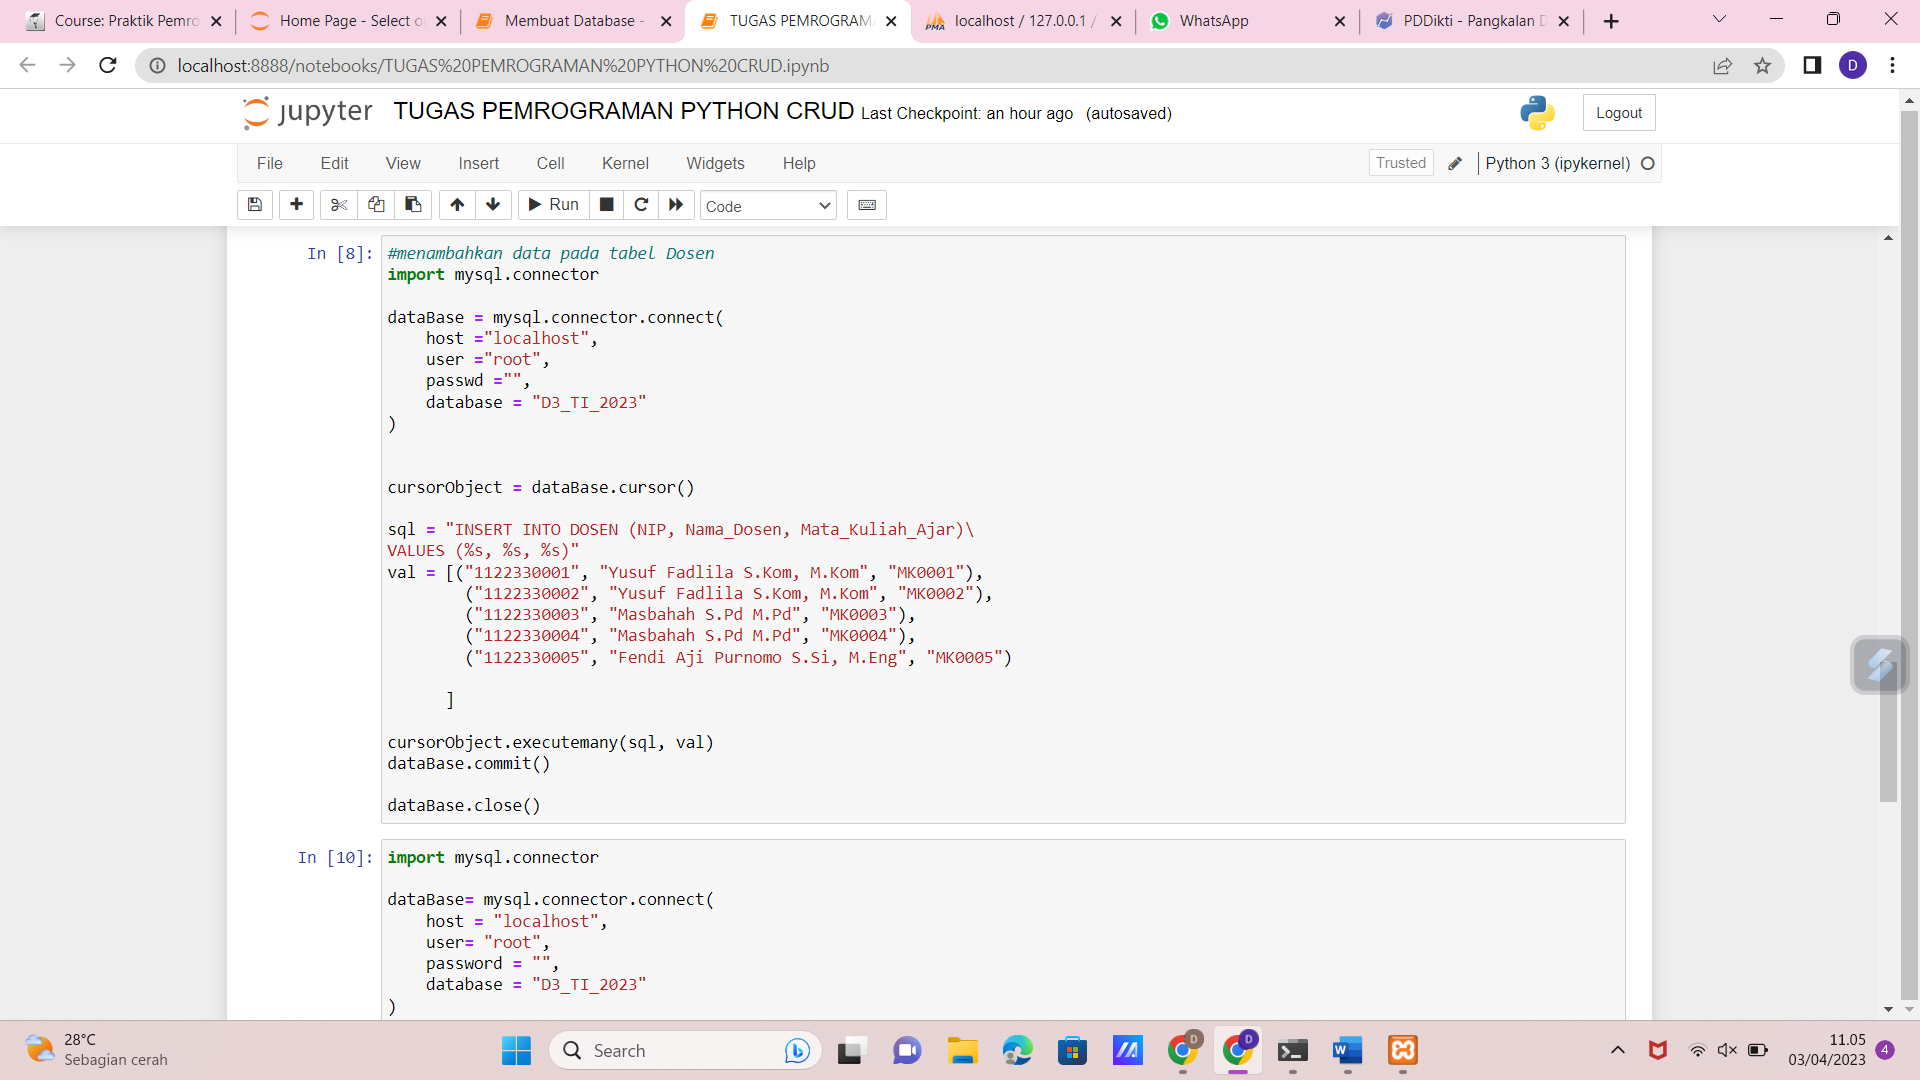 Course: Praktik Pemro
Home Page - Select o
Membuat Database -
TUGAS PEMROGRAM
localhost / 127.0.0.1 /
WhatsApp
PDDikti - Pangkalan D
localhost:8888/notebooks/TUGAS%20PEMROGRAMAN%20PYTHON%20CRUD.ipynb
D
jupyter TUGAS PEMROGRAMAN PYTHON CRUD Last Checkpoint: an hour ago (autosaved)
Logout
File Edit View Insert Cell Kernel Widgets Help
Trusted
Python 3 (ipykernel)
Run
Code
In [8]:
#menambahkan data pada tabel Dosen
import mysql.connector
dataBase = mysql.connector.connect(
host ="localhost",
user ="root",
passwd ="",
database = "D3_TI_2023"
)
cursorObject = dataBase.cursor()
sql = "INSERT INTO DOSEN (NIP, Nama_Dosen, Mata_Kuliah_Ajar)\
VALUES (%s, %s, %s)"
val = [("1122330001", "Yusuf Fadlila S.Kom, M.Kom", "MK0001"),
("1122330002", "Yusuf Fadlila S.Kom, M.Kom", "MK0002"),
("1122330003", "Masbahah S.Pd M.Pd", "MK0003"),
("1122330004", "Masbahah S.Pd M.Pd", "MK0004"),
("1122330005", "Fendi Aji Purnomo S.Si, M.Eng", "MK0005")
]
cursorObject.executemany(sql, val)
dataBase.commit()
dataBase.close()
In [10]:
import mysql.connector
dataBase= mysql.connector.connect(
host = "localhost",
user= "root",
password = "",
database = "D3_TI_2023"
)
28°C
Sebagian cerah
Search
11.05
03/04/2023
4